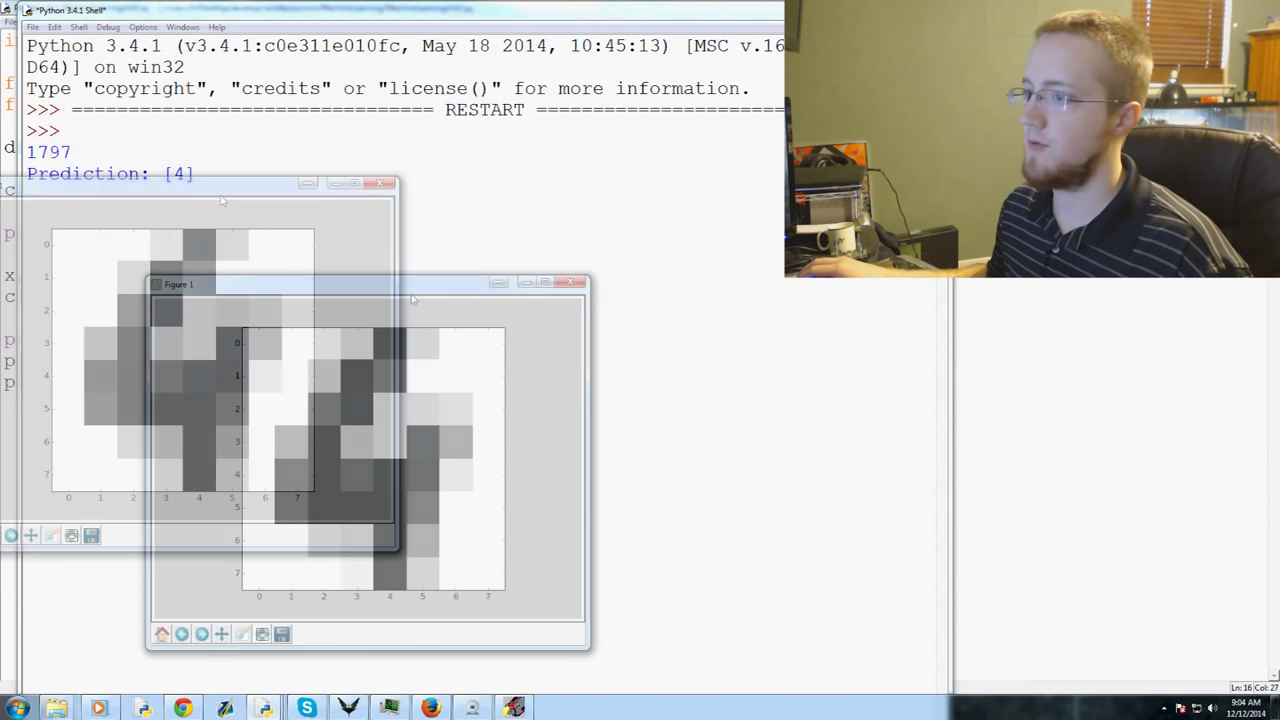 *Python 3.4.1 Shell*
File Edit Shell Debug Options Windows Help
Python 3.4.1 (v3.4.1:c0e311e010fc, May 18 2014, 10:45:13) [MSC v.16
D64)] on win32
Type "copyright", "credits" or "license()" for more information.
>>> ================================ RESTART ================================
>>>
1797
Prediction: [4]
Figure 1
0
1
2
3
4
5
6
7
0 1 2 3 4 5 6 7
0
1
2
3
4
5
6
7
0 1 2 3 4 5 6 7
Ln: 16 Col: 27
9:04 AM
12/12/2014